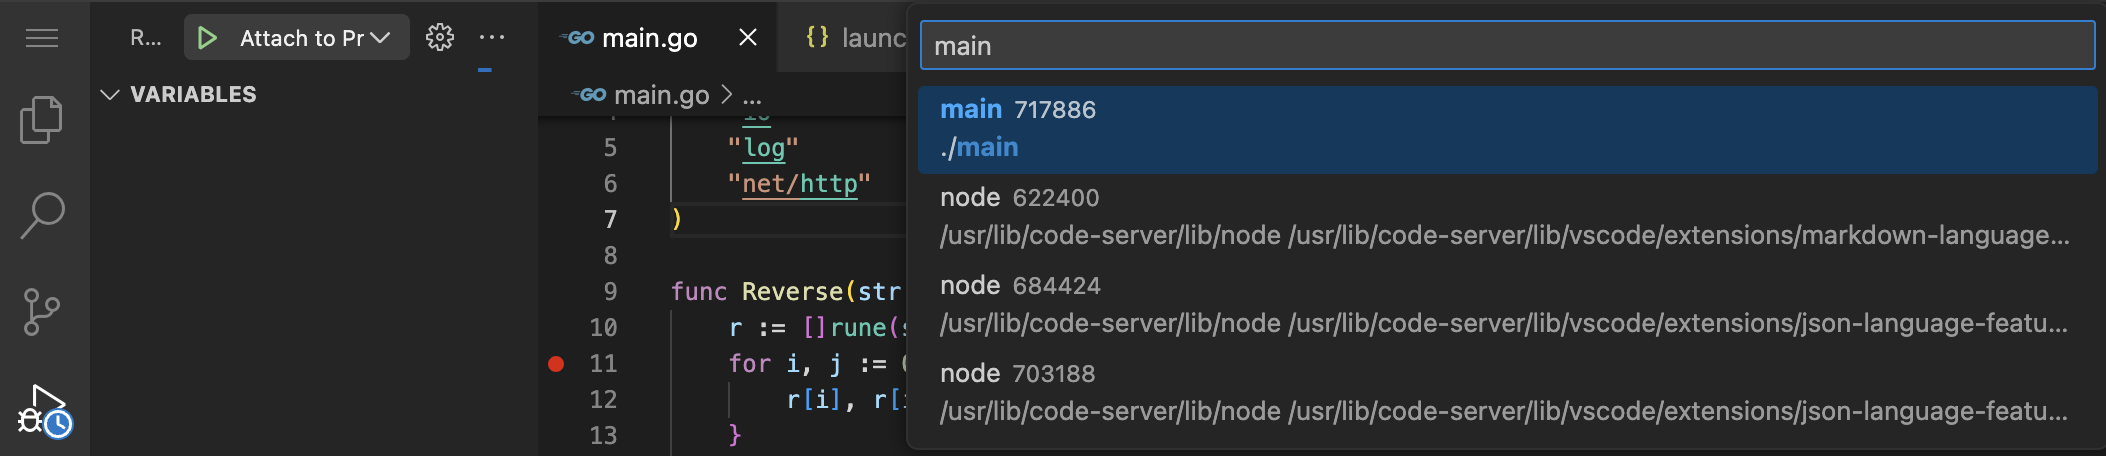 R...
Attach to Pr
...
GO main.go
{} launc
VARIABLES
GO main.go > ...
5 "log"
6 "net/http"
7 )
8
9 func Reverse(str
10 r := []rune(
11 for i, j :=
12 r[i], r[
13 }
main
main 717886
./main
node 622400
/usr/lib/code-server/lib/node /usr/lib/code-server/lib/vscode/extensions/markdown-language...
node 684424
/usr/lib/code-server/lib/node /usr/lib/code-server/lib/vscode/extensions/json-language-featu...
node 703188
/usr/lib/code-server/lib/node /usr/lib/code-server/lib/vscode/extensions/json-language-featu...